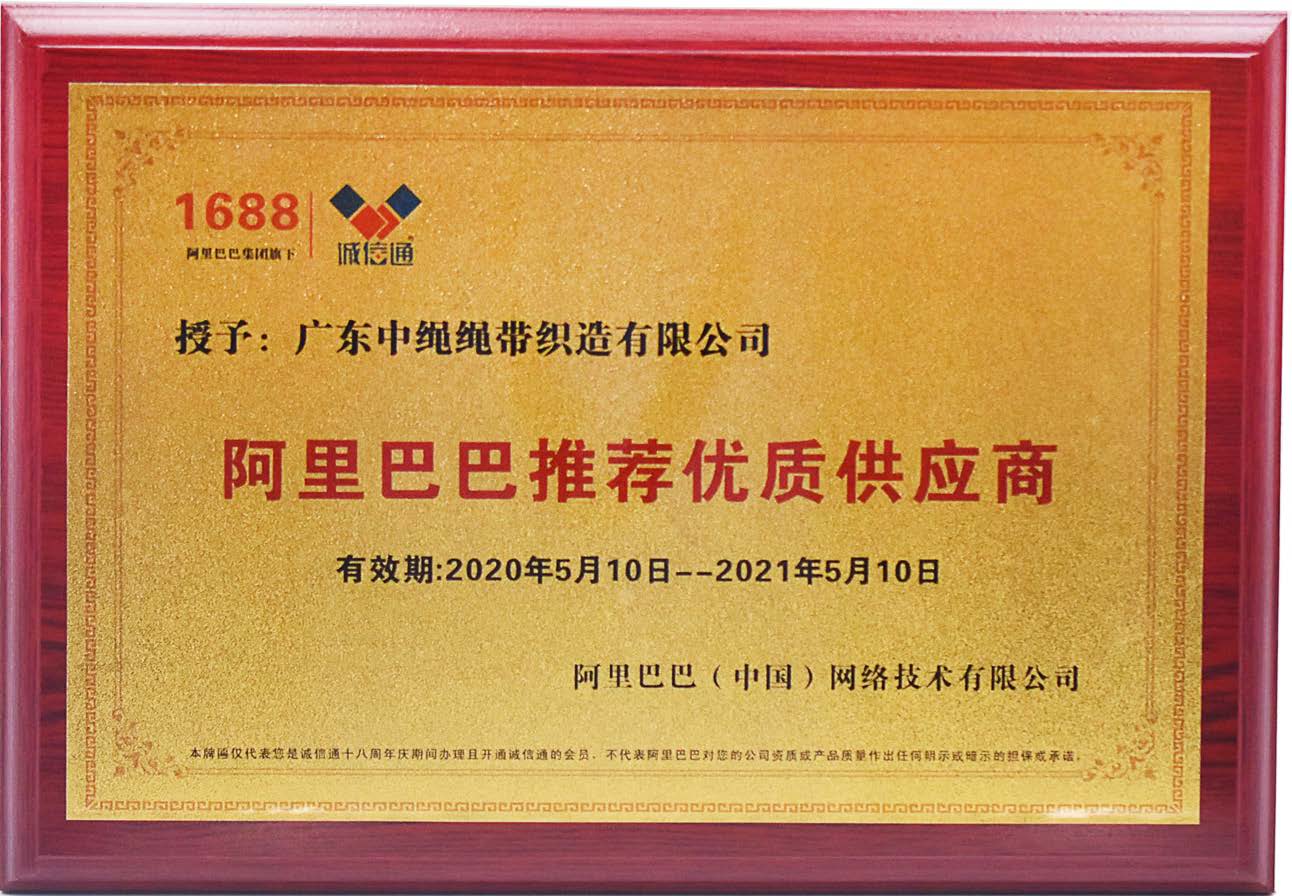 1688
阿里巴巴集团旗下
诚信通
授予：广东中绳绳带织造有限公司
阿里巴巴推荐优质供应商
有效期:2020年5月10日--2021年5月10日
阿里巴巴（中国）网络技术有限公司
本牌匾仅代表您是诚信通十八周年庆期间办理且开通诚信通的会员，不代表阿里巴巴对您的公司资质或产品质量作出任何明示或暗示的担保或承诺。